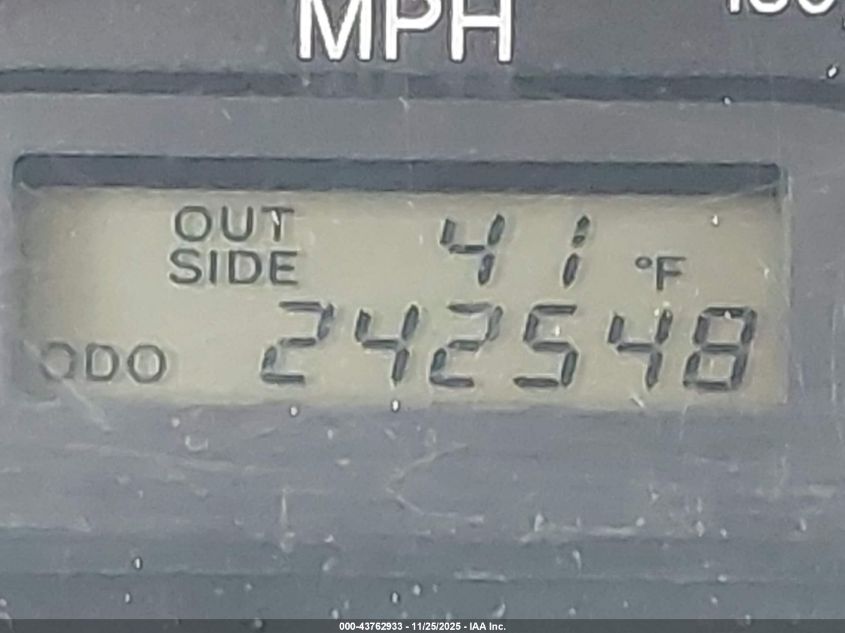 MPH
OUT 41 °F
SIDE
ODO 242548
000-43762933 - 11/25/2025 - IAA Inc.